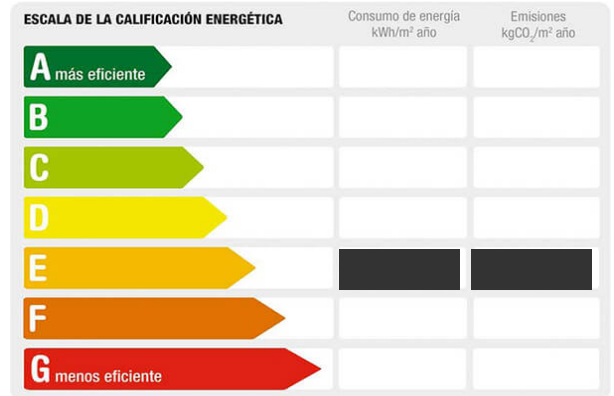 ESCALA DE LA CALIFICACIÓN ENERGÉTICA
Consumo de energía
kWh/m² año
Emisiones
kgCO₂/m² año
A más eficiente
B
C
D
E
F
G menos eficiente